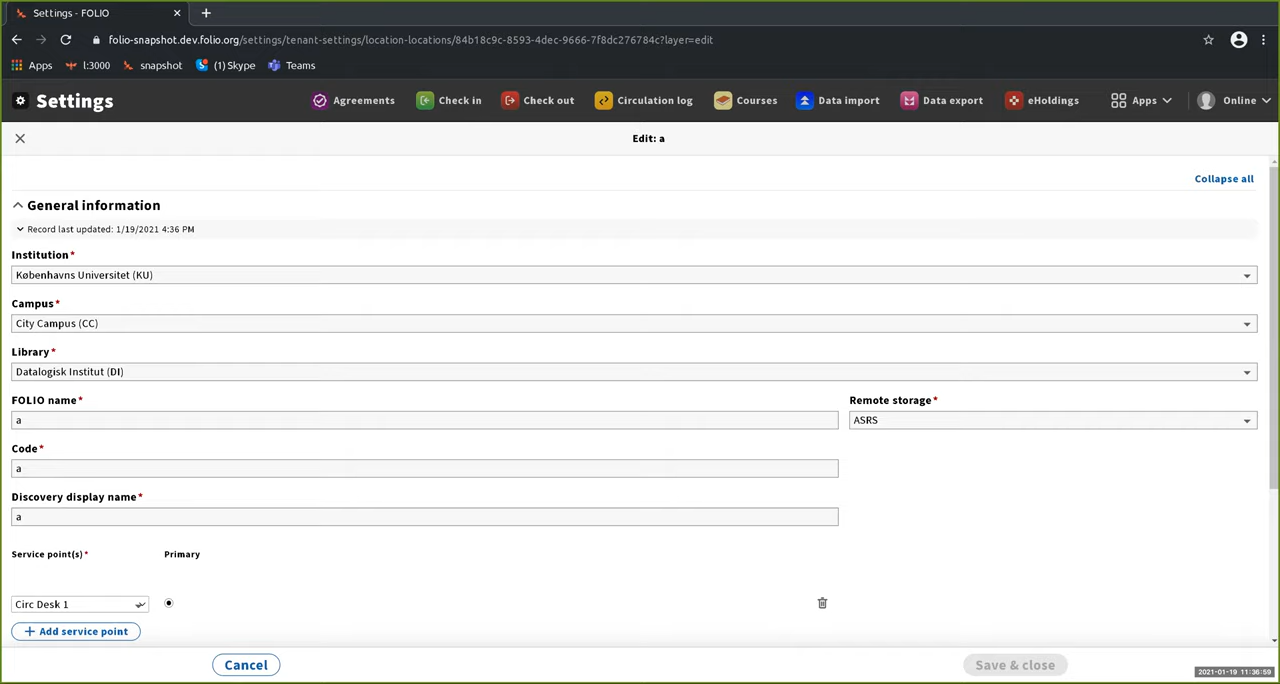 Settings - FOLIO
folio-snapshot.dev.folio.org/settings/tenant-settings/location-locations/84b18c9c-8593-4dec-9666-7f8dc276784c?layer=edit
Apps l:3000 snapshot (1) Skype Teams
Settings Agreements Check in Check out Circulation log Courses Data import Data export eHoldings Apps Online
Edit: a
Collapse all
General information
Record last updated: 1/19/2021 4:36 PM
Institution*
Københavns Universitet (KU)
Campus*
City Campus (CC)
Library*
Datalogisk Institut (DI)
FOLIO name* Remote storage*
a ASRS
Code*
a
Discovery display name*
a
Service point(s)* Primary
Circ Desk 1
+ Add service point
Cancel Save & close
2021-01-19 11:36:59